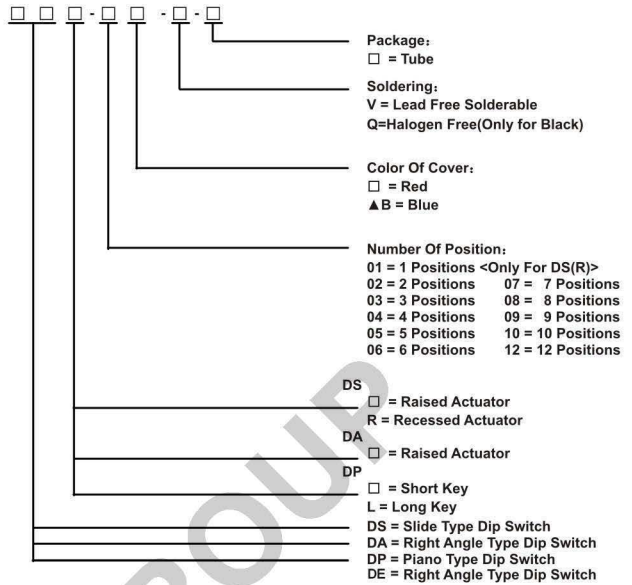 □ □ □ - □ □ - □ - □
Package:
□ = Tube
Soldering:
V = Lead Free Solderable
Q=Halogen Free(Only for Black)
Color Of Cover:
□ = Red
▲B = Blue
Number Of Position:
01 = 1 Positions <Only For DS(R)>
02 = 2 Positions 07 = 7 Positions
03 = 3 Positions 08 = 8 Positions
04 = 4 Positions 09 = 9 Positions
05 = 5 Positions 10 = 10 Positions
06 = 6 Positions 12 = 12 Positions
DS
□ = Raised Actuator
R = Recessed Actuator
DA
□ = Raised Actuator
DP
□ = Short Key
L = Long Key
DS = Slide Type Dip Switch
DA = Right Angle Type Dip Switch
DP = Piano Type Dip Switch
DE = Right Angle Type Dip Switch
ROUP